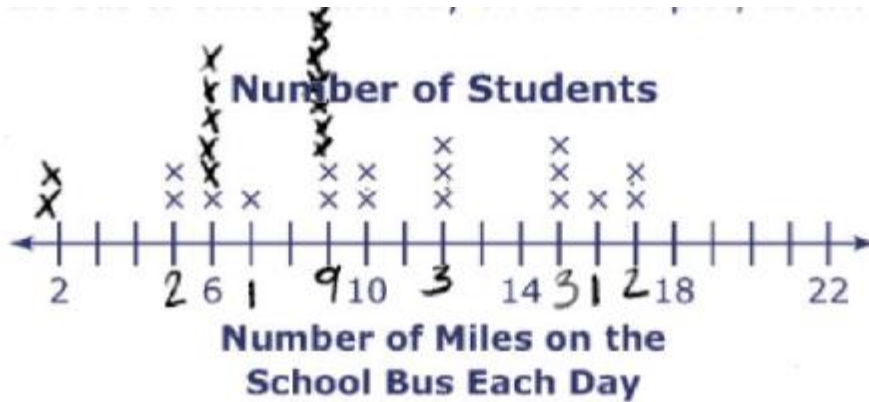 Number of Students
2 2 6 1 9 10 3 14 3 1 2 18 22
Number of Miles on the
School Bus Each Day